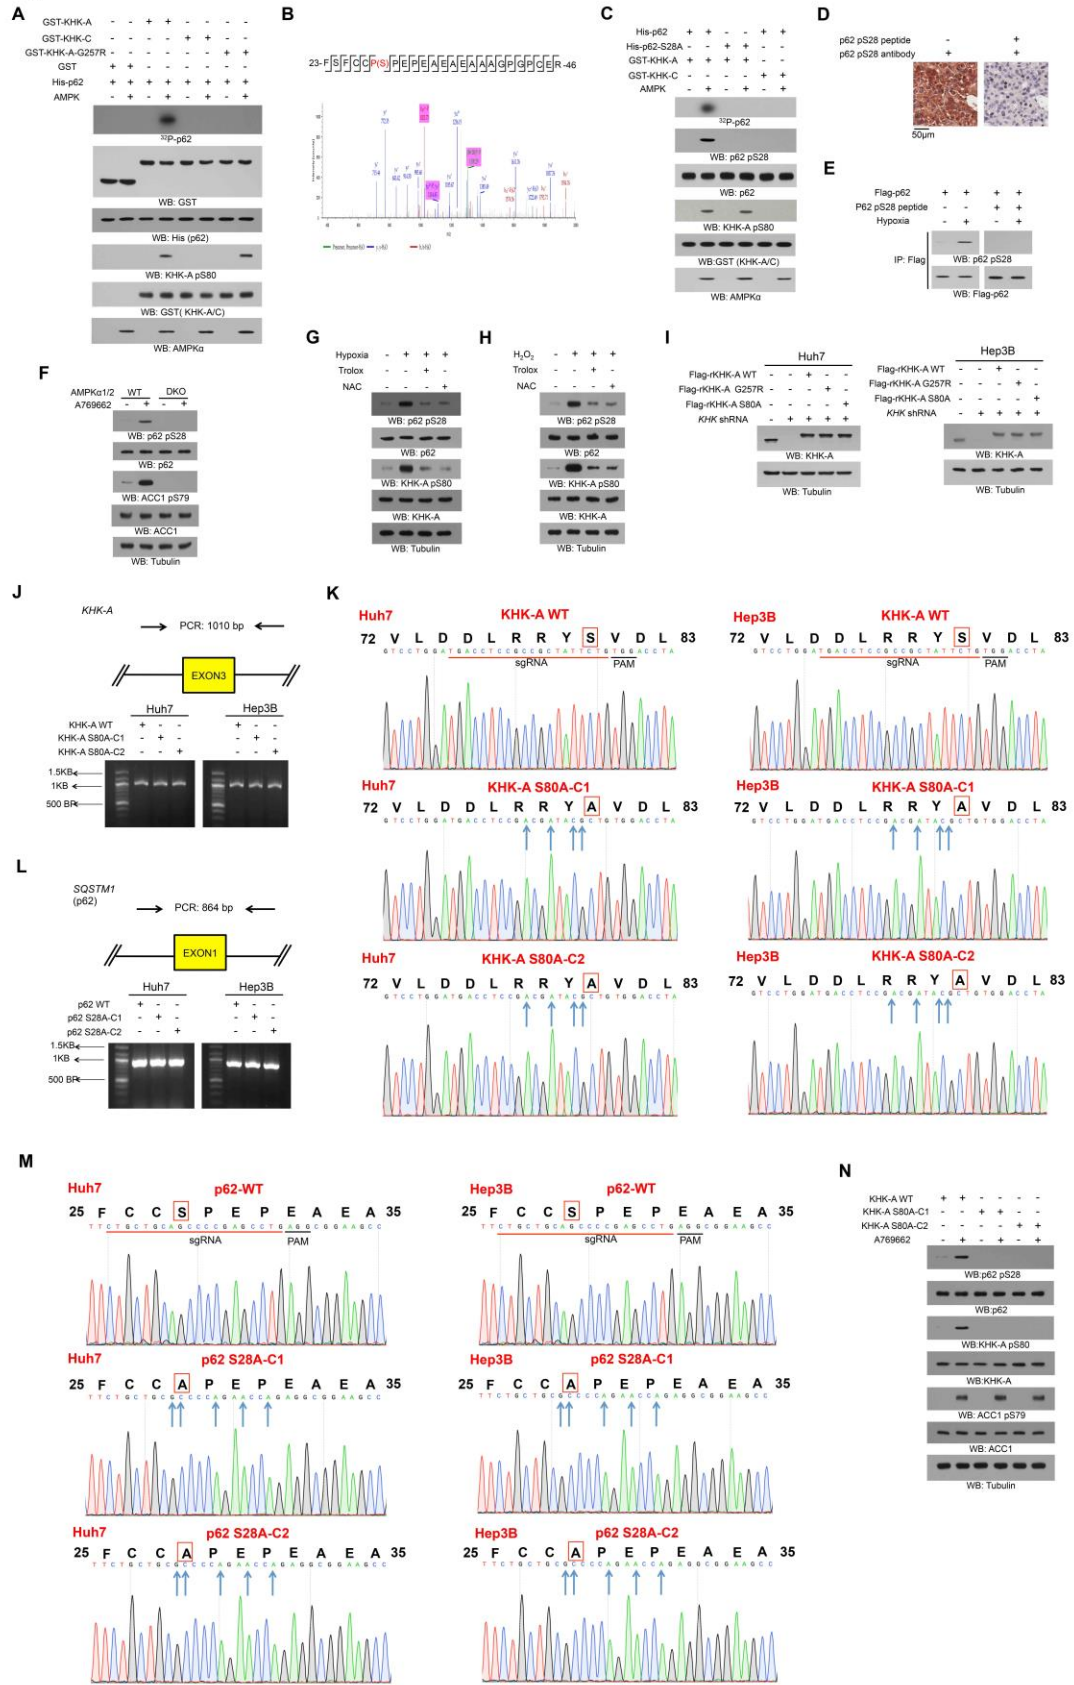 A
GST-KHK-A - - + + - - - -
GST-KHK-C - - - - + + - -
GST-KHK-A-G257R - - - - - - + +
GST + + - - - - - -
His-p62 + + + + + + + +
AMPK - + - + - + - +
32P-p62
WB: GST
WB: His (p62)
WB: KHK-A pS80
WB: GST( KHK-A/C)
WB: AMPKα
B
23-F S F C C P(S) P E P E A E A E A A A G P G P C E R -46
C
His-p62 + + - - + +
His-p62-S28A - - + + - -
GST-KHK-A + + + + - -
GST-KHK-C - - - - + +
AMPK - + - + - +
32P-p62
WB: p62 pS28
WB: p62
WB: KHK-A pS80
WB:GST (KHK-A/C)
WB: AMPKα
D
p62 pS28 peptide - +
p62 pS28 antibody + +
50μm
E
Flag-p62 + + + +
P62 pS28 peptide - - + +
Hypoxia - + - +
IP: Flag
WB: p62 pS28
WB: Flag-p62
F
AMPKα1/2 WT DKO
A769662 - + - +
WB: p62 pS28
WB: p62
WB: ACC1 pS79
WB: ACC1
WB: Tubulin
G
Hypoxia - + + +
Trolox - - + -
NAC - - - +
WB: p62 pS28
WB: p62
WB: KHK-A pS80
WB: KHK-A
WB: Tubulin
H
H2O2 - + + +
Trolox - - + -
NAC - - - +
WB: p62 pS28
WB: p62
WB: KHK-A pS80
WB: KHK-A
WB: Tubulin
I
Huh7
Flag-rKHK-A WT - - + - -
Flag-rKHK-A G257R - - - + -
Flag-rKHK-A S80A - - - - +
KHK shRNA - + + + +
WB: KHK-A
WB: Tubulin
Hep3B
Flag-rKHK-A WT - - + - -
Flag-rKHK-A G257R - - - + -
Flag-rKHK-A S80A - - - - +
KHK shRNA - + + + +
WB: KHK-A
WB: Tubulin
J
KHK-A
PCR: 1010 bp
EXON3
Huh7 Hep3B
KHK-A WT + - - + - -
KHK-A S80A-C1 - + - - + -
KHK-A S80A-C2 - - + - - +
1.5KB
1KB
500 BP
K
Huh7 KHK-A WT
72 V L D D L R R Y S V D L 83
GTCCTGGATGACCTCCGCCGCTATTCTGTGGACCTA
sgRNA PAM
Hep3B KHK-A WT
72 V L D D L R R Y S V D L 83
GTCCTGGATGACCTCCGCCGCTATTCTGTGGACCTA
sgRNA PAM
Huh7 KHK-A S80A-C1
72 V L D D L R R Y A V D L 83
GTCCTGGATGACCTCCGACGATACGCTGTGGACCTA
Hep3B KHK-A S80A-C1
72 V L D D L R R Y A V D L 83
GTCCTGGATGACCTCCGACGATACGCTGTGGACCTA
Huh7 KHK-A S80A-C2
72 V L D D L R R Y A V D L 83
GTCCTGGATGACCTCCGACGATACGCTGTGGACCTA
Hep3B KHK-A S80A-C2
72 V L D D L R R Y A V D L 83
GTCCTGGATGACCTCCGACGATACGCTGTGGACCTA
L
SQSTM1
(p62)
PCR: 864 bp
EXON1
Huh7 Hep3B
p62 WT + - - + - -
p62 S28A-C1 - + - - + -
p62 S28A-C2 - - + - - +
1.5KB
1KB
500 BP
M
Huh7 p62-WT
25 F C C S P E P E A E A 35
TTCTGCTGCAGCCCCGAGCCTGAGGCGGAAGCC
sgRNA PAM
Hep3B p62-WT
25 F C C S P E P E A E A 35
TTCTGCTGCAGCCCCGAGCCTGAGGCGGAAGCC
sgRNA PAM
Huh7 p62 S28A-C1
25 F C C A P E P E A E A 35
TTCTGCTGCGCCCCAGAACCAGAGGCGGAAGCC
Hep3B p62 S28A-C1
25 F C C A P E P E A E A 35
TTCTGCTGCGCCCCAGAACCAGAGGCGGAAGCC
Huh7 p62 S28A-C2
25 F C C A P E P E A E A 35
TTCTGCTGCGCCCCAGAACCAGAGGCGGAAGCC
Hep3B p62 S28A-C2
25 F C C A P E P E A E A 35
TTCTGCTGCGCCCCAGAACCAGAGGCGGAAGCC
N
KHK-A WT + + - - - -
KHK-A S80A-C1 - - + + - -
KHK-A S80A-C2 - - - - + +
A769662 - + - + - +
WB:p62 pS28
WB:p62
WB:KHK-A pS80
WB:KHK-A
WB: ACC1 pS79
WB: ACC1
WB: Tubulin